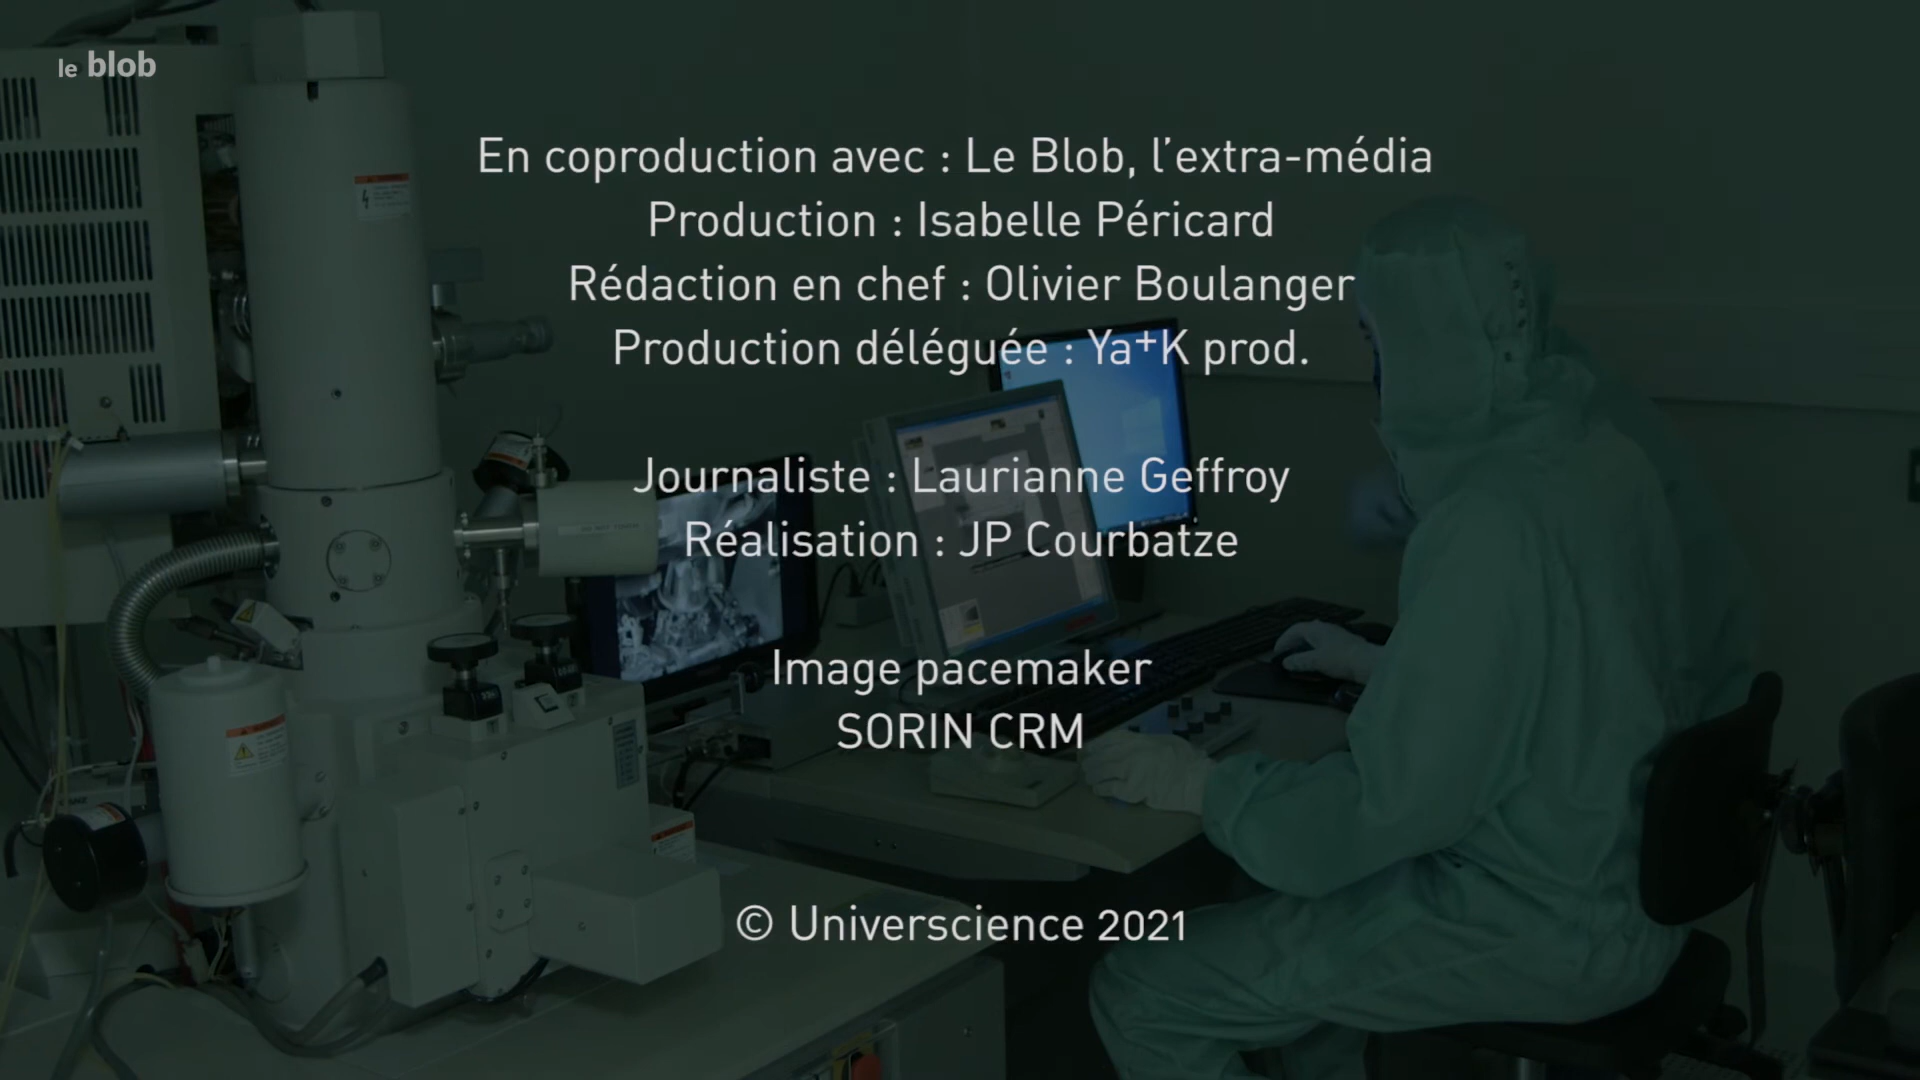 le blob
En coproduction avec : Le Blob, l’extra-média
Production : Isabelle Péricard
Rédaction en chef : Olivier Boulanger
Production déléguée : Ya+K prod.
Journaliste : Laurianne Geffroy
Réalisation : JP Courbatze
Image pacemaker
SORIN CRM
© Universcience 2021